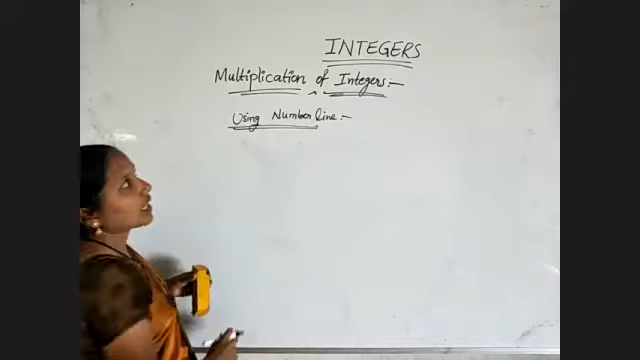 INTEGERS
Multiplication of Integers:-
Using Number line:-